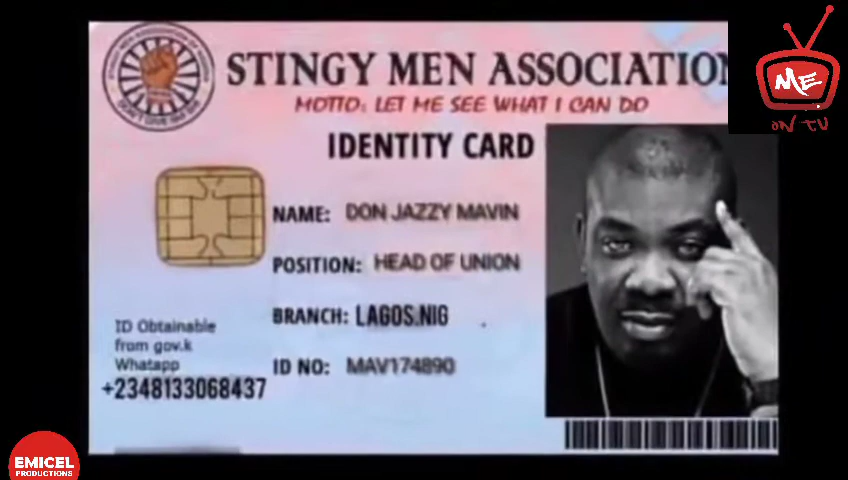 STINGY MEN ASSOCIATION
MOTTO: LET ME SEE WHAT I CAN DO
IDENTITY CARD
NAME: DON JAZZY MAVIN
POSITION: HEAD OF UNION
BRANCH: LAGOS.NIG
ID NO: MAV174890
ID Obtainable
from gov.k
Whatapp
+2348133068437
ME
ON TV
EMICEL
PRODUCTIONS